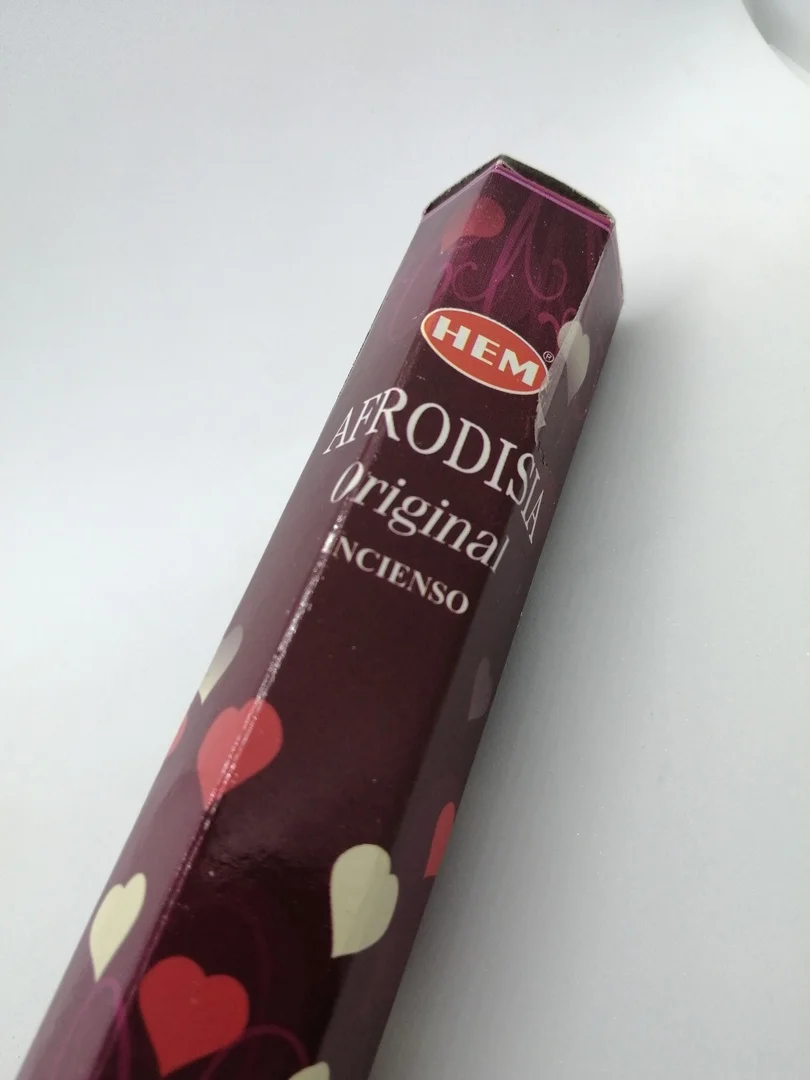 HEM®
AFRODISIA
Original
INCIENSO